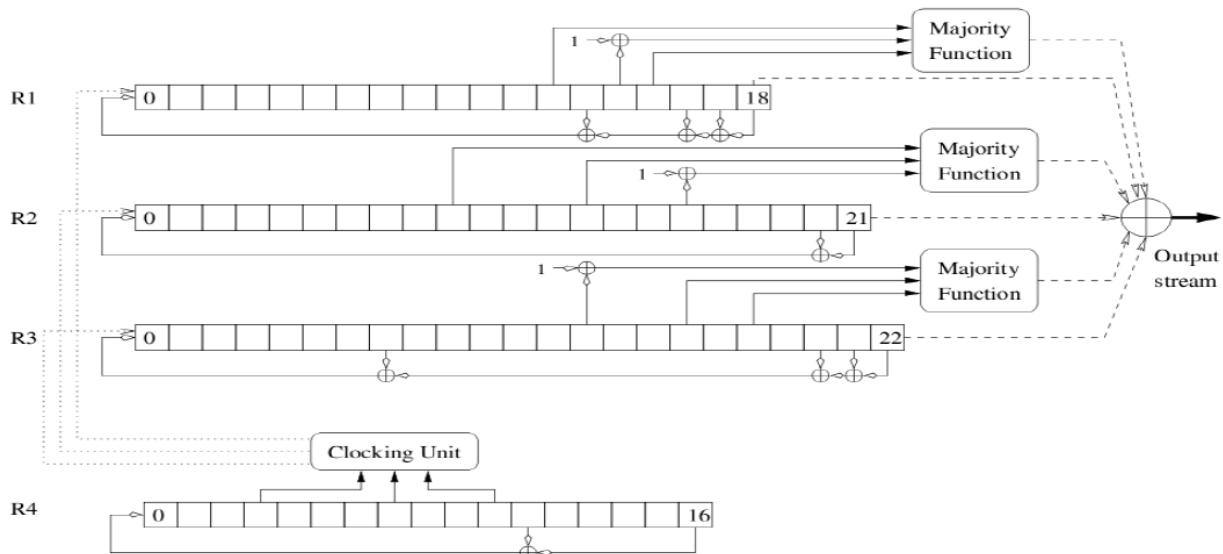 Majority
Function
1
R1
0
18
Majority
Function
1
R2
0
21
Output
stream
1
Majority
Function
R3
0
22
Clocking Unit
R4
0
16